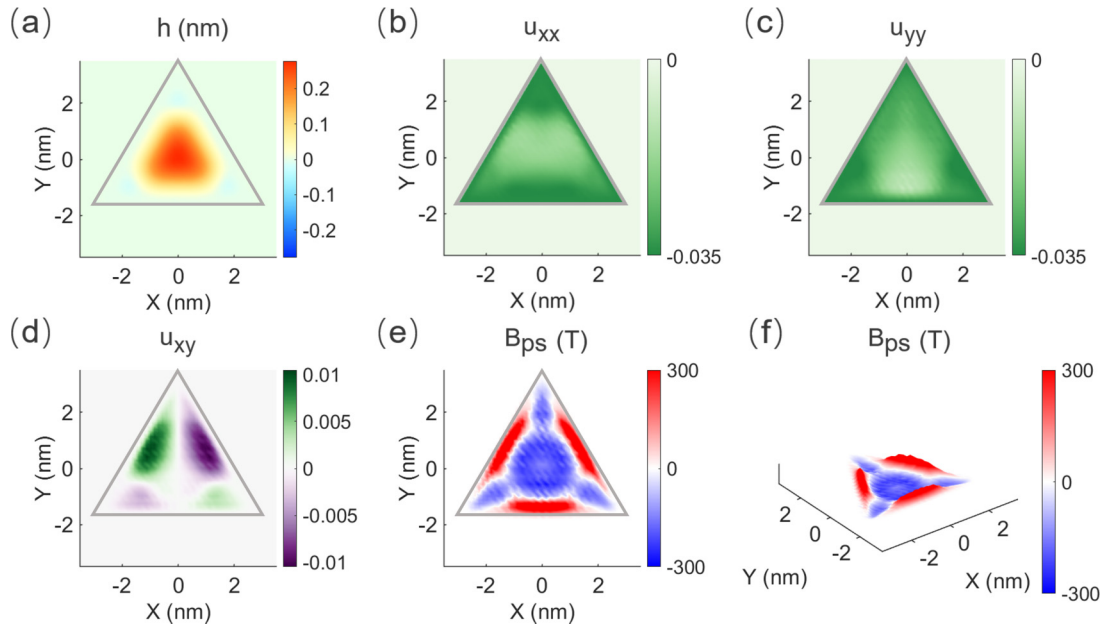 (a) h (nm)
0.2
0.1
0
-0.1
-0.2
2
0
-2
Y (nm)
-2 0 2
X (nm)
(b) u_xx
0
-0.035
2
0
-2
Y (nm)
-2 0 2
X (nm)
(c) u_yy
0
-0.035
2
0
-2
Y (nm)
-2 0 2
X (nm)
(d) u_xy
0.01
0.005
0
-0.005
-0.01
2
0
-2
Y (nm)
-2 0 2
X (nm)
(e) B_ps (T)
300
0
-300
2
0
-2
Y (nm)
-2 0 2
X (nm)
(f) B_ps (T)
300
0
-300
2
0
-2
Y (nm)
-2
0
2
X (nm)